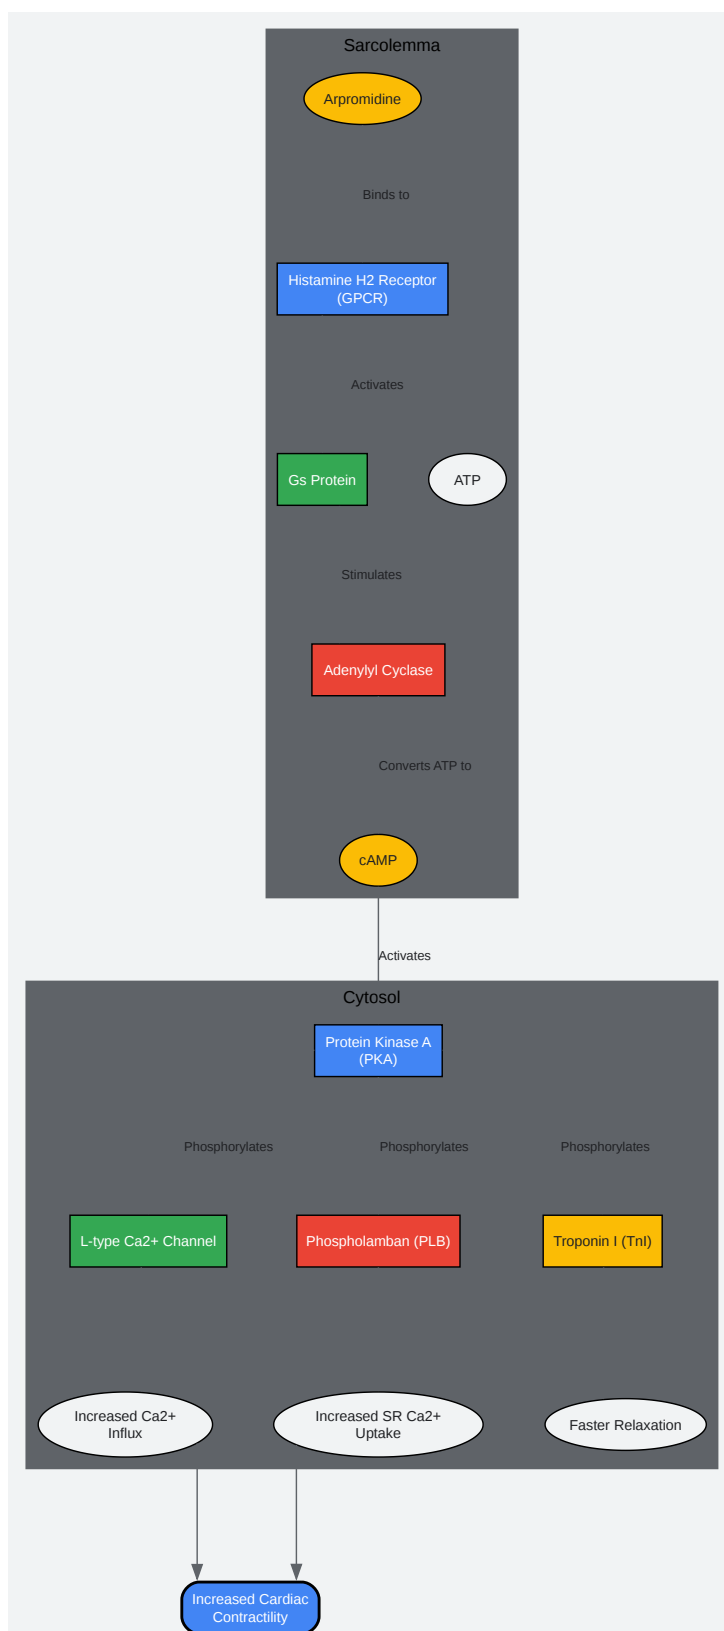 Sarcolemma
Arpromidine
Binds to
Histamine H2 Receptor
(GPCR)
Activates
Gs Protein
ATP
Stimulates
Adenylyl Cyclase
Converts ATP to
cAMP
Activates
Cytosol
Protein Kinase A
(PKA)
Phosphorylates
Phosphorylates
Phosphorylates
L-type Ca2+ Channel
Phospholamban (PLB)
Troponin I (TnI)
Increased Ca2+
Influx
Increased SR Ca2+
Uptake
Faster Relaxation
Increased Cardiac
Contractility